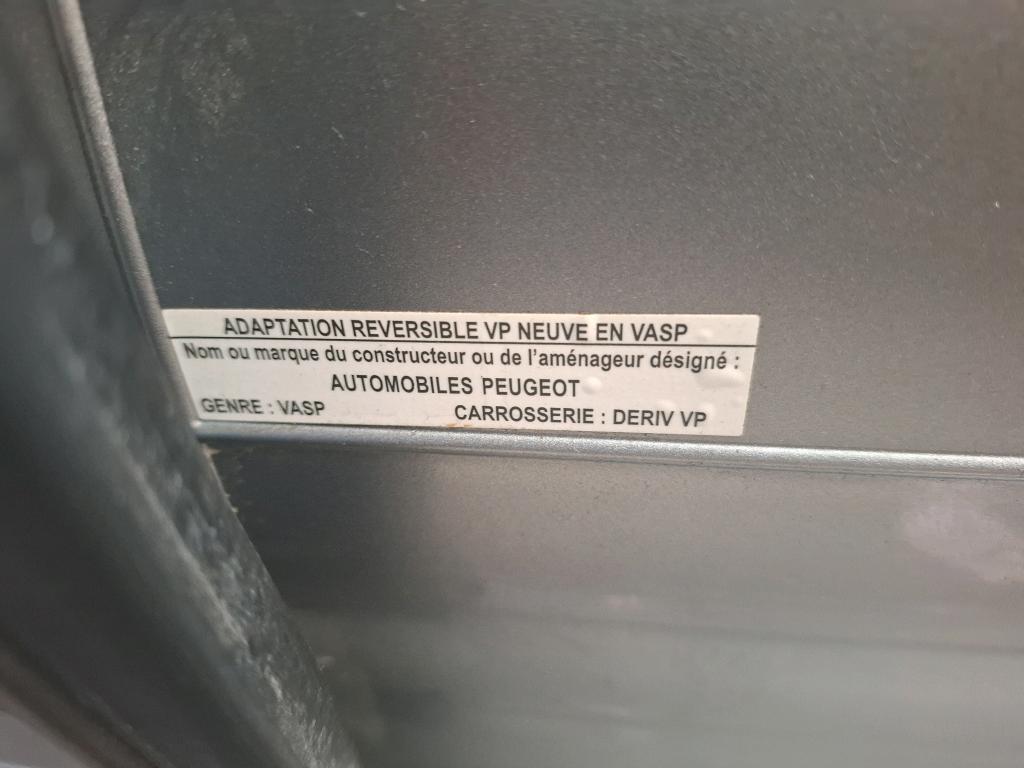 ADAPTATION REVERSIBLE VP NEUVE EN VASP
Nom ou marque du constructeur ou de l'aménageur désigné :
AUTOMOBILES PEUGEOT
GENRE : VASP CARROSSERIE : DERIV VP